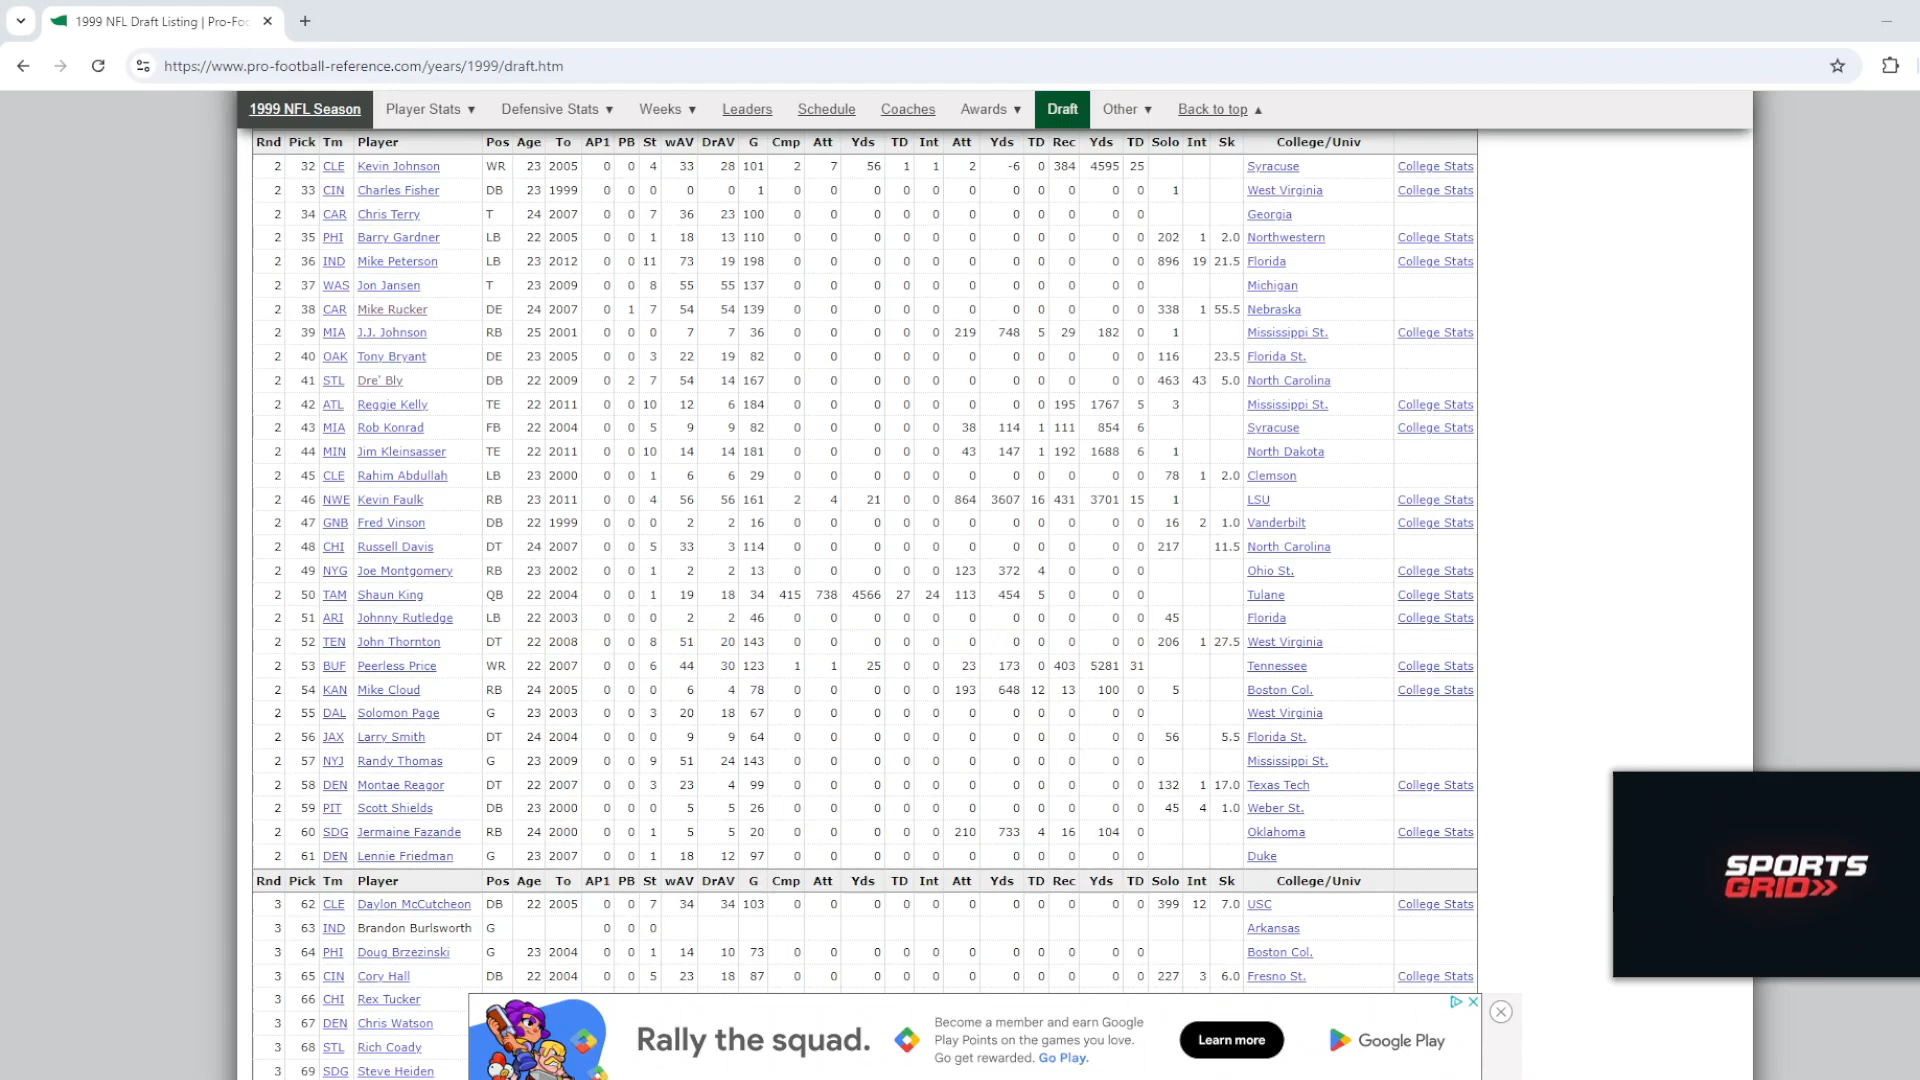 1999 NFL Draft Listing | Pro-Foo
https://www.pro-football-reference.com/years/1999/draft.htm
1999 NFL Season Player Stats ▼ Defensive Stats ▼ Weeks ▼ Leaders Schedule Coaches Awards ▼ Draft Other ▼ Back to top ▲
Rnd Pick Tm Player Pos Age To AP1 PB St wAV DrAV G Cmp Att Yds TD Int Att Yds TD Rec Yds TD Solo Int Sk College/Univ
2 32 CLE Kevin Johnson WR 23 2005 0 0 4 33 28 101 2 7 56 1 1 2 -6 0 384 4595 25 Syracuse College Stats
2 33 CIN Charles Fisher DB 23 1999 0 0 0 0 0 1 0 0 0 0 0 0 0 0 0 0 0 1 West Virginia College Stats
2 34 CAR Chris Terry T 24 2007 0 0 7 36 23 100 0 0 0 0 0 0 0 0 0 0 0 Georgia
2 35 PHI Barry Gardner LB 22 2005 0 0 1 18 13 110 0 0 0 0 0 0 0 0 0 0 0 202 1 2.0 Northwestern College Stats
2 36 IND Mike Peterson LB 23 2012 0 0 11 73 19 198 0 0 0 0 0 0 0 0 0 0 0 896 19 21.5 Florida College Stats
2 37 WAS Jon Jansen T 23 2009 0 0 8 55 55 137 0 0 0 0 0 0 0 0 0 0 0 Michigan
2 38 CAR Mike Rucker DE 24 2007 0 1 7 54 54 139 0 0 0 0 0 0 0 0 0 0 0 338 1 55.5 Nebraska
2 39 MIA J.J. Johnson RB 25 2001 0 0 0 7 7 36 0 0 0 0 0 219 748 5 29 182 0 1 Mississippi St. College Stats
2 40 OAK Tony Bryant DE 23 2005 0 0 3 22 19 82 0 0 0 0 0 0 0 0 0 0 0 116 23.5 Florida St.
2 41 STL Dre' Bly DB 22 2009 0 2 7 54 14 167 0 0 0 0 0 0 0 0 0 0 0 463 43 5.0 North Carolina
2 42 ATL Reggie Kelly TE 22 2011 0 0 10 12 6 184 0 0 0 0 0 0 0 0 195 1767 5 3 Mississippi St. College Stats
2 43 MIA Rob Konrad FB 22 2004 0 0 5 9 9 82 0 0 0 0 0 38 114 1 111 854 6 Syracuse College Stats
2 44 MIN Jim Kleinsasser TE 22 2011 0 0 10 14 14 181 0 0 0 0 0 43 147 1 192 1688 6 1 North Dakota
2 45 CLE Rahim Abdullah LB 23 2000 0 0 1 6 6 29 0 0 0 0 0 0 0 0 0 0 0 78 1 2.0 Clemson
2 46 NWE Kevin Faulk RB 23 2011 0 0 4 56 56 161 2 4 21 0 0 864 3607 16 431 3701 15 1 LSU College Stats
2 47 GNB Fred Vinson DB 22 1999 0 0 0 2 2 16 0 0 0 0 0 0 0 0 0 0 0 16 2 1.0 Vanderbilt College Stats
2 48 CHI Russell Davis DT 24 2007 0 0 5 33 3 114 0 0 0 0 0 0 0 0 0 0 0 217 11.5 North Carolina
2 49 NYG Joe Montgomery RB 23 2002 0 0 1 2 2 13 0 0 0 0 0 123 372 4 0 0 0 Ohio St. College Stats
2 50 TAM Shaun King QB 22 2004 0 0 1 19 18 34 415 738 4566 27 24 113 454 5 0 0 0 Tulane College Stats
2 51 ARI Johnny Rutledge LB 22 2003 0 0 0 2 2 46 0 0 0 0 0 0 0 0 0 0 0 45 Florida College Stats
2 52 TEN John Thornton DT 22 2008 0 0 8 51 20 143 0 0 0 0 0 0 0 0 0 0 0 206 1 27.5 West Virginia
2 53 BUF Peerless Price WR 22 2007 0 0 6 44 30 123 1 1 25 0 0 23 173 0 403 5281 31 Tennessee College Stats
2 54 KAN Mike Cloud RB 24 2005 0 0 0 6 4 78 0 0 0 0 0 193 648 12 13 100 0 5 Boston Col. College Stats
2 55 DAL Solomon Page G 23 2003 0 0 3 20 18 67 0 0 0 0 0 0 0 0 0 0 0 West Virginia
2 56 JAX Larry Smith DT 24 2004 0 0 0 9 9 64 0 0 0 0 0 0 0 0 0 0 0 56 5.5 Florida St.
2 57 NYJ Randy Thomas G 23 2009 0 0 9 51 24 143 0 0 0 0 0 0 0 0 0 0 0 Mississippi St.
2 58 DEN Montae Reagor DT 22 2007 0 0 3 23 4 99 0 0 0 0 0 0 0 0 0 0 0 132 1 17.0 Texas Tech College Stats
2 59 PIT Scott Shields DB 23 2000 0 0 0 5 5 26 0 0 0 0 0 0 0 0 0 0 0 45 4 1.0 Weber St.
2 60 SDG Jermaine Fazande RB 24 2000 0 0 1 5 5 20 0 0 0 0 0 210 733 4 16 104 0 Oklahoma College Stats
2 61 DEN Lennie Friedman G 23 2007 0 0 1 18 12 97 0 0 0 0 0 0 0 0 0 0 0 Duke
Rnd Pick Tm Player Pos Age To AP1 PB St wAV DrAV G Cmp Att Yds TD Int Att Yds TD Rec Yds TD Solo Int Sk College/Univ
3 62 CLE Daylon McCutcheon DB 22 2005 0 0 7 34 34 103 0 0 0 0 0 0 0 0 0 0 0 399 12 7.0 USC College Stats
3 63 IND Brandon Burlsworth G 0 0 0 Arkansas
3 64 PHI Doug Brzezinski G 23 2004 0 0 1 14 10 73 0 0 0 0 0 0 0 0 0 0 0 Boston Col.
3 65 CIN Cory Hall DB 22 2004 0 0 5 23 18 87 0 0 0 0 0 0 0 0 0 0 0 227 3 6.0 Fresno St. College Stats
3 66 CHI Rex Tucker
3 67 DEN Chris Watson
3 68 STL Rich Coady
3 69 SDG Steve Heiden
Rally the squad.
Become a member and earn Google
Play Points on the games you love.
Go get rewarded. Go Play.
Learn more
Google Play
SPORTS
GRID